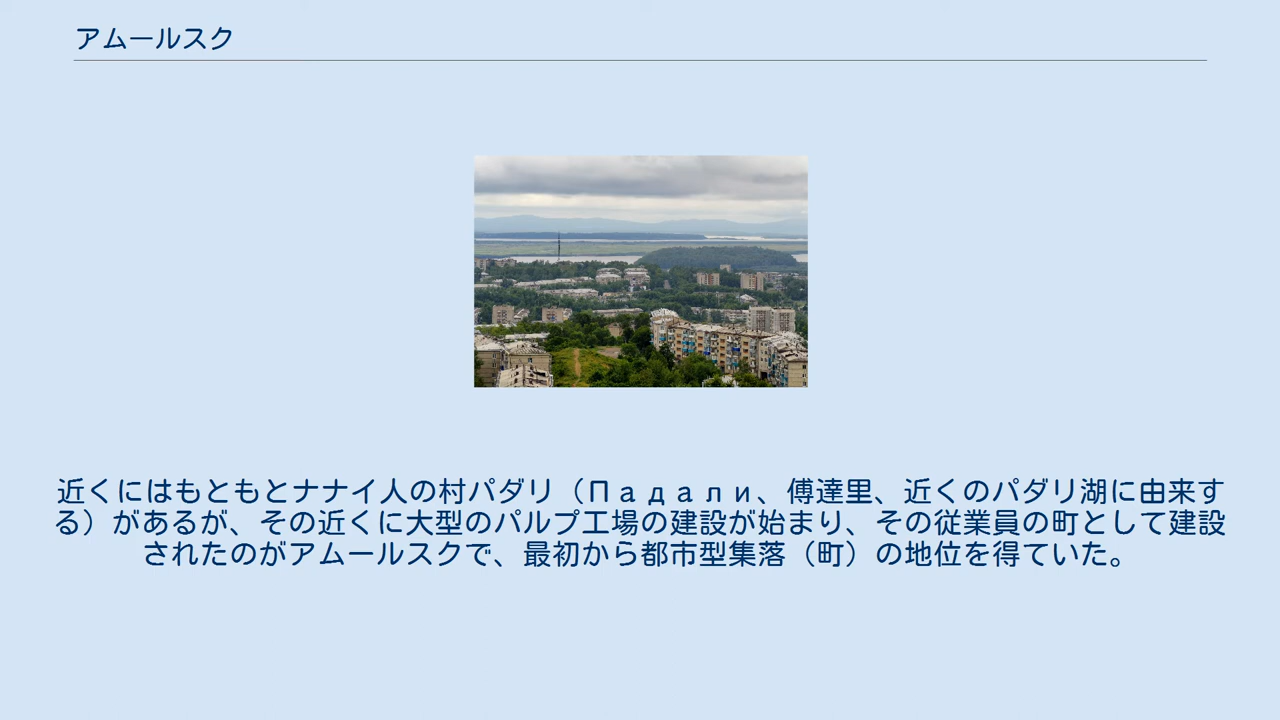 アムールスク
近くにはもともとナナイ人の村パダリ（Падали、傅達里、近くのパダリ湖に由来す
る）があるが、その近くに大型のパルプ工場の建設が始まり、その従業員の町として建設
されたのがアムールスクで、最初から都市型集落（町）の地位を得ていた。